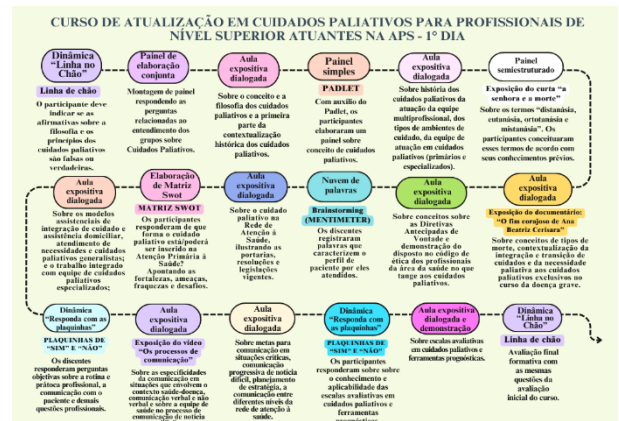 CURSO DE ATUALIZAÇÃO EM CUIDADOS PALIATIVOS PARA PROFISSIONAIS DE
NÍVEL SUPERIOR ATUANTES NA APS - 1º DIA
Dinâmica
"Linha no
Chão"
Linha de chão
O participante deve
indicar se as
afirmativas sobre a
filosofia e os
princípios dos
cuidados paliativos
são falsas ou
verdadeiras.
Painel de
elaboração
conjunta
Montagem de painel
respondendo as
perguntas
relacionadas ao
entendimento dos
grupos sobre
Cuidados Paliativos.
Aula
expositiva
dialogada
Sobre o conceito e a
filosofia dos cuidados
paliativos e a primeira
parte da
contextualização
histórica dos cuidados
paliativos.
Painel
simples
PADLET
Com auxílio do
Padlet, os
participantes
elaboraram um
painel sobre
conceito de cuidados
paliativos.
Aula
expositiva
dialogada
Sobre história dos
cuidados paliativos da
atuação da equipe
multiprofissional, dos
tipos de ambientes de
cuidado, da equipe de
atuação em cuidados
paliativos (primários e
especializados).
Painel
semiestruturado
Exposição do curta "a
senhora e a morte"
Sobre os termos "distanásia,
eutanásia, ortotanásia e
mistanásia". Os
participantes conceituaram
esses termos de acordo com
seus conhecimentos prévios.
Aula
expositiva
dialogada
Sobre os modelos
assistenciais de
integração de cuidado e
assistência domiciliar,
atendimento de
necessidades e cuidados
paliativos generalistas;
e o trabalho integrado
com equipe de cuidados
paliativos
especializados;
Elaboração
de Matriz
Swot
MATRIZ SWOT
Os participantes
responderam de que
forma o cuidado
paliativo está/poderá
ser inserido na
Atenção Primária à
Saúde?
Apontando as
fortalezas, ameaças,
fraquezas e desafios.
Aula
expositiva
dialogada
Sobre o cuidado
paliativo na
Rede de Atenção
à Saúde,
ilustrando as
portarias,
resoluções e
legislações
vigentes.
Nuvem de
palavras
Brainstorming
(MENTIMETER)
Os discentes
registraram
palavras que
caracterizem o
perfil de
paciente por eles
atendidos.
Aula
expositiva
dialogada
Sobre conceitos sobre
as Diretivas
Antecipadas de
Vontade e
demonstração do
disposto no código de
ética dos profissionais
da área da saúde no que
tange aos cuidados
paliativos.
Aula
expositiva
dialogada
Exposição do documentário:
"O fim corajoso de Ana
Beatriz Cerisara"
Sobre conceitos de tipos de
morte, contextualização da
integração e transição de
cuidados e da necessidade
paliativa aos cuidados
paliativos exclusivos no
curso da doença grave.
Dinâmica
"Responda com as
plaquinhas"
PLAQUINHAS DE
"SIM" E "NÃO"
Os discentes
responderam perguntas
objetivas sobre a rotina e
prática profissional, a
comunicação com o
paciente e demais
questões profissionais.
Aula
expositiva
dialogada
Exposição do vídeo
"Os processos de
comunicação"
Sobre as especificidades
da comunicação em
situações que envolvem o
contexto saúde-doença,
comunicação verbal e não
verbal e sobre a equipe de
saúde no processo de
comunicação de notícia
Aula
expositiva
dialogada
Sobre metas para
comunicação em
situações críticas,
comunicação
progressiva de notícia
difícil, planejamento
de estratégia, a
comunicação entre
diferentes níveis da
rede de atenção à
saúde.
Dinâmica
"Responda com as
plaquinhas"
PLAQUINHAS DE
"SIM" E "NÃO"
Os participantes
responderam sobre sobre
o conhecimento e
aplicabilidade das
escalas avaliativas em
cuidados paliativos e
ferramentas
Aula expositiva
dialogada e
demonstração
Sobre escalas avaliativas
em cuidados paliativos e
ferramentas prognósticas.
Dinâmica
"Linha no
Chão"
Linha de chão
Avaliação final
formativa com
as mesmas
questões da
avaliação
inicial do curso.